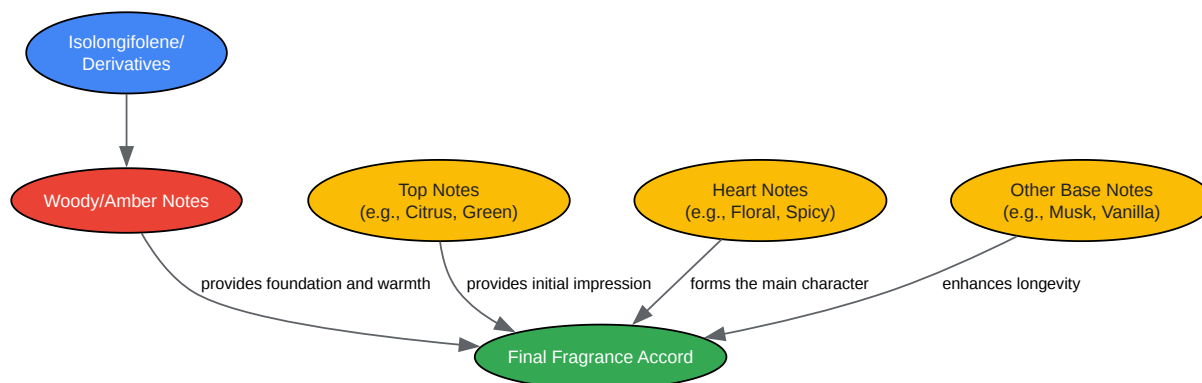 Isolongifolene/
Derivatives
Woody/Amber Notes
Top Notes
(e.g., Citrus, Green)
Heart Notes
(e.g., Floral, Spicy)
Other Base Notes
(e.g., Musk, Vanilla)
provides foundation and warmth
provides initial impression
forms the main character
enhances longevity
Final Fragrance Accord